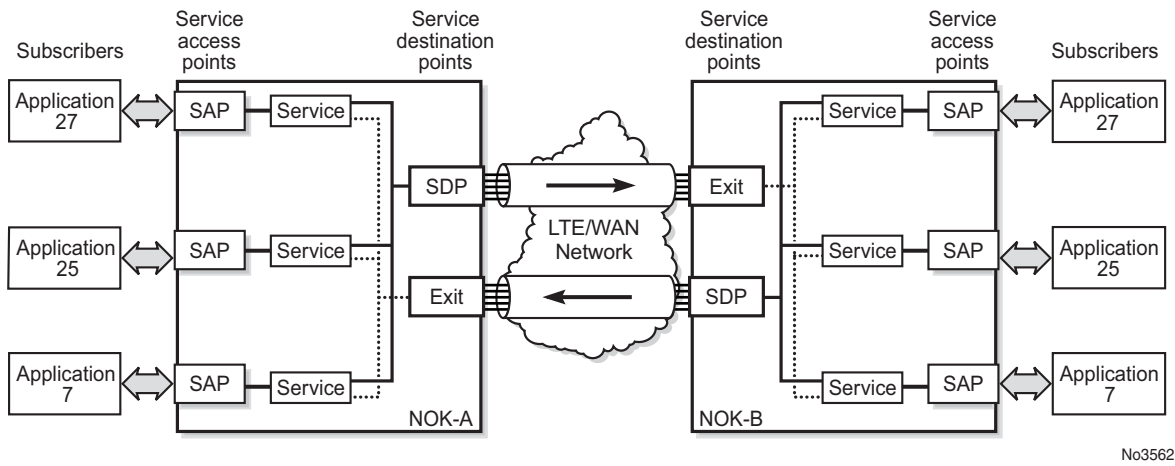 Subscribers
Service
access
points
Service
destination
points
Service
destination
points
Service
access
points
Subscribers
Application
27
SAP
Service
Service
SAP
Application
27
SDP
Exit
LTE/WAN
Network
Application
25
SAP
Service
Service
SAP
Application
25
Exit
SDP
Application
7
SAP
Service
Service
SAP
Application
7
NOK-A
NOK-B
No3562